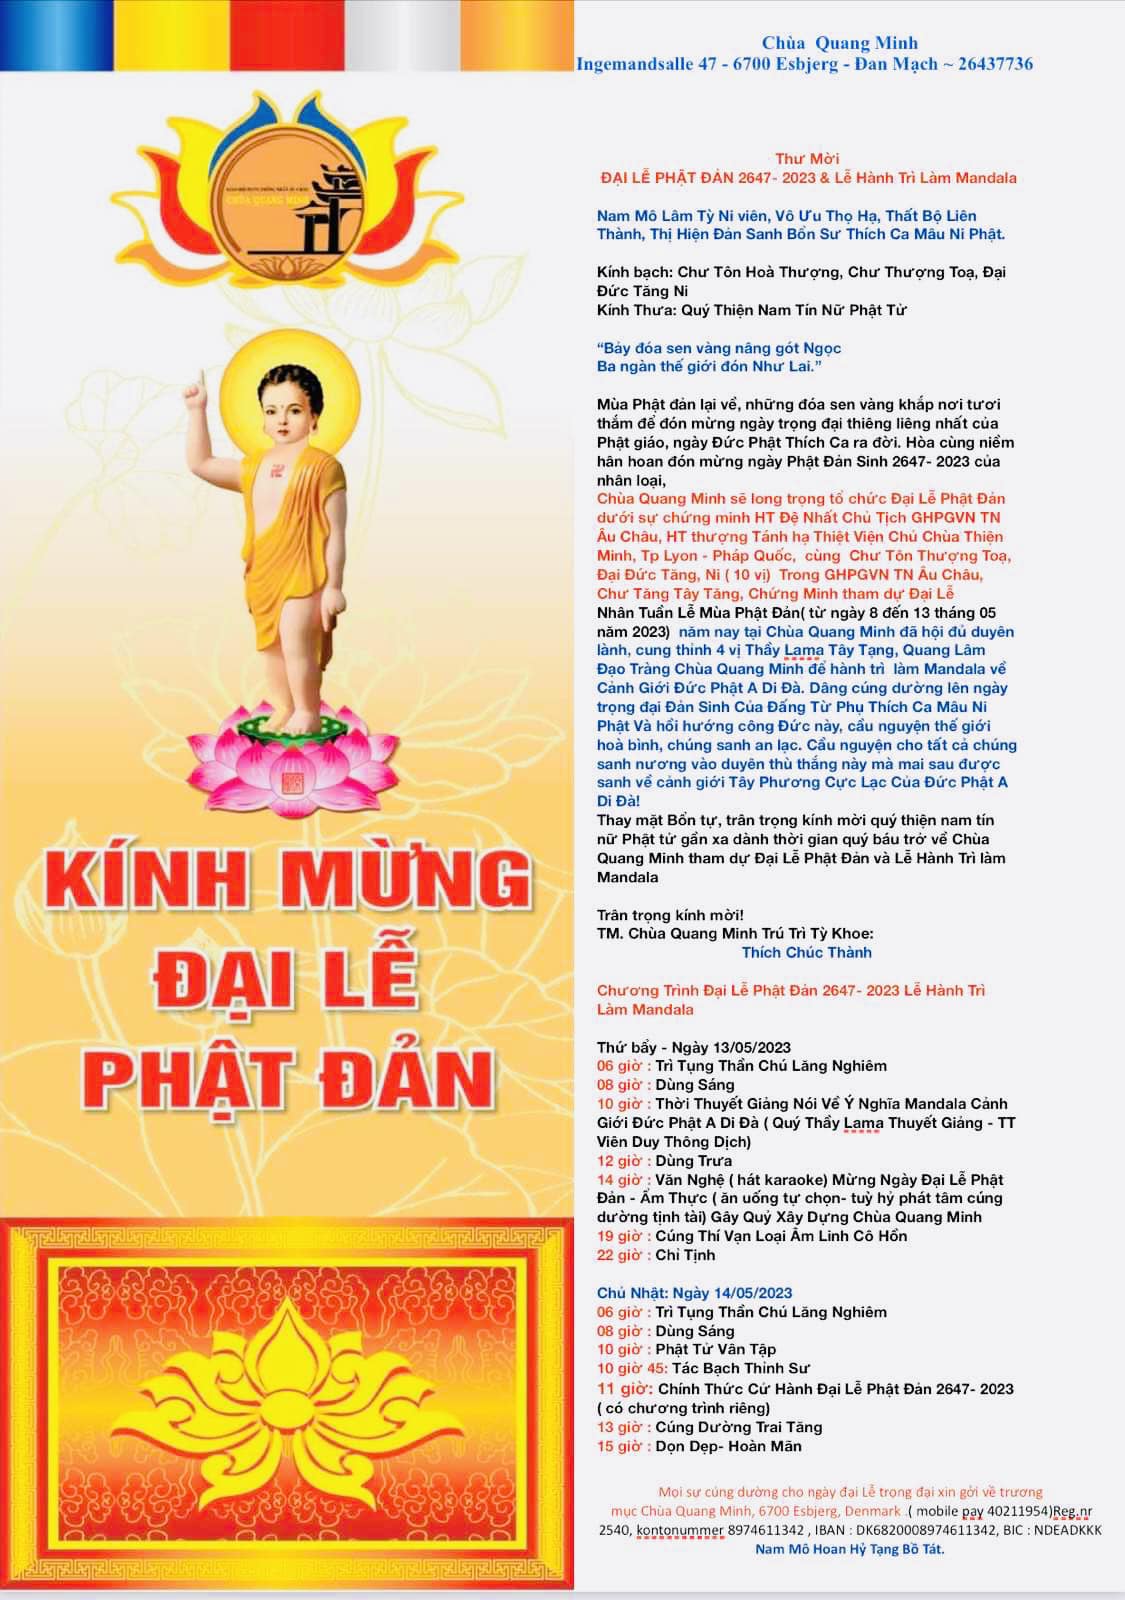 GIÁO HỘI PGVN THỐNG NHẤT ÂU CHÂU
CHÙA QUANG MINH
KÍNH MỪNG
ĐẠI LỄ
PHẬT ĐẢN
Chùa Quang Minh
Ingemandsalle 47 - 6700 Esbjerg - Đan Mạch ~ 26437736
Thư Mời
ĐẠI LỄ PHẬT ĐẢN 2647- 2023 & Lễ Hành Trì Làm Mandala
Nam Mô Lâm Tỳ Ni viên, Vô Ưu Thọ Hạ, Thất Bộ Liên
Thành, Thị Hiện Đản Sanh Bổn Sư Thích Ca Mâu Ni Phật.
Kính bạch: Chư Tôn Hoà Thượng, Chư Thượng Toạ, Đại
Đức Tăng Ni
Kính Thưa: Quý Thiện Nam Tín Nữ Phật Tử
“Bảy đóa sen vàng nâng gót Ngọc
Ba ngàn thế giới đón Như Lai.”
Mùa Phật đản lại về, những đóa sen vàng khắp nơi tươi
thắm để đón mừng ngày trọng đại thiêng liêng nhất của
Phật giáo, ngày Đức Phật Thích Ca ra đời. Hòa cùng niềm
hân hoan đón mừng ngày Phật Đản Sinh 2647- 2023 của
nhân loại,
Chùa Quang Minh sẽ long trọng tổ chức Đại Lễ Phật Đản
dưới sự chứng minh HT Đệ Nhất Chủ Tịch GHPGVN TN
Âu Châu, HT thượng Tánh hạ Thiệt Viện Chủ Chùa Thiện
Minh, Tp Lyon - Pháp Quốc, cùng Chư Tôn Thượng Toạ,
Đại Đức Tăng, Ni ( 10 vị) Trong GHPGVN TN Âu Châu,
Chư Tăng Tây Tăng, Chứng Minh tham dự Đại Lễ
Nhân Tuần Lễ Mùa Phật Đản( từ ngày 8 đến 13 tháng 05
năm 2023) năm nay tại Chùa Quang Minh đã hội đủ duyên
lành, cung thỉnh 4 vị Thầy Lama Tây Tạng, Quang Lâm
Đạo Tràng Chùa Quang Minh để hành trì làm Mandala về
Cảnh Giới Đức Phật A Di Đà. Dâng cúng dường lên ngày
trọng đại Đản Sinh Của Đấng Từ Phụ Thích Ca Mâu Ni
Phật Và hồi hướng công Đức này, cầu nguyện thế giới
hoà bình, chúng sanh an lạc. Cầu nguyện cho tất cả chúng
sanh nương vào duyên thù thắng này mà mai sau được
sanh về cảnh giới Tây Phương Cực Lạc Của Đức Phật A
Di Đà!
Thay mặt Bổn tự, trân trọng kính mời quý thiện nam tín
nữ Phật tử gần xa dành thời gian quý báu trở về Chùa
Quang Minh tham dự Đại Lễ Phật Đản và Lễ Hành Trì làm
Mandala
Trân trọng kính mời!
TM. Chùa Quang Minh Trú Trì Tỳ Khoe:
Thích Chúc Thành
Chương Trình Đại Lễ Phật Đản 2647- 2023 Lễ Hành Trì
Làm Mandala
Thứ bẩy - Ngày 13/05/2023
06 giờ : Trì Tụng Thần Chú Lăng Nghiêm
08 giờ : Dùng Sáng
10 giờ : Thời Thuyết Giảng Nói Về Ý Nghĩa Mandala Cảnh
Giới Đức Phật A Di Đà ( Quý Thầy Lama Thuyết Giảng - TT
Viên Duy Thông Dịch)
12 giờ : Dùng Trưa
14 giờ : Văn Nghệ ( hát karaoke) Mừng Ngày Đại Lễ Phật
Đản - Ẩm Thực ( ăn uống tự chọn- tuỳ hỷ phát tâm cúng
dường tịnh tài) Gây Quỷ Xây Dựng Chùa Quang Minh
19 giờ : Cúng Thí Vạn Loại Âm Linh Cô Hồn
22 giờ : Chỉ Tịnh
Chủ Nhật: Ngày 14/05/2023
06 giờ : Trì Tụng Thần Chú Lăng Nghiêm
08 giờ : Dùng Sáng
10 giờ : Phật Tử Vân Tập
10 giờ 45: Tác Bạch Thỉnh Sư
11 giờ: Chính Thức Cử Hành Đại Lễ Phật Đản 2647- 2023
( có chương trình riêng)
13 giờ : Cúng Dường Trai Tăng
15 giờ : Dọn Dẹp- Hoàn Mãn
Mọi sự cúng dường cho ngày đại Lễ trọng đại xin gởi về trương
mục Chùa Quang Minh, 6700 Esbjerg, Denmark .( mobile pay 40211954)Reg.nr
2540, kontonummer 8974611342 , IBAN : DK6820008974611342, BIC : NDEADKKK
Nam Mô Hoan Hỷ Tạng Bồ Tát.